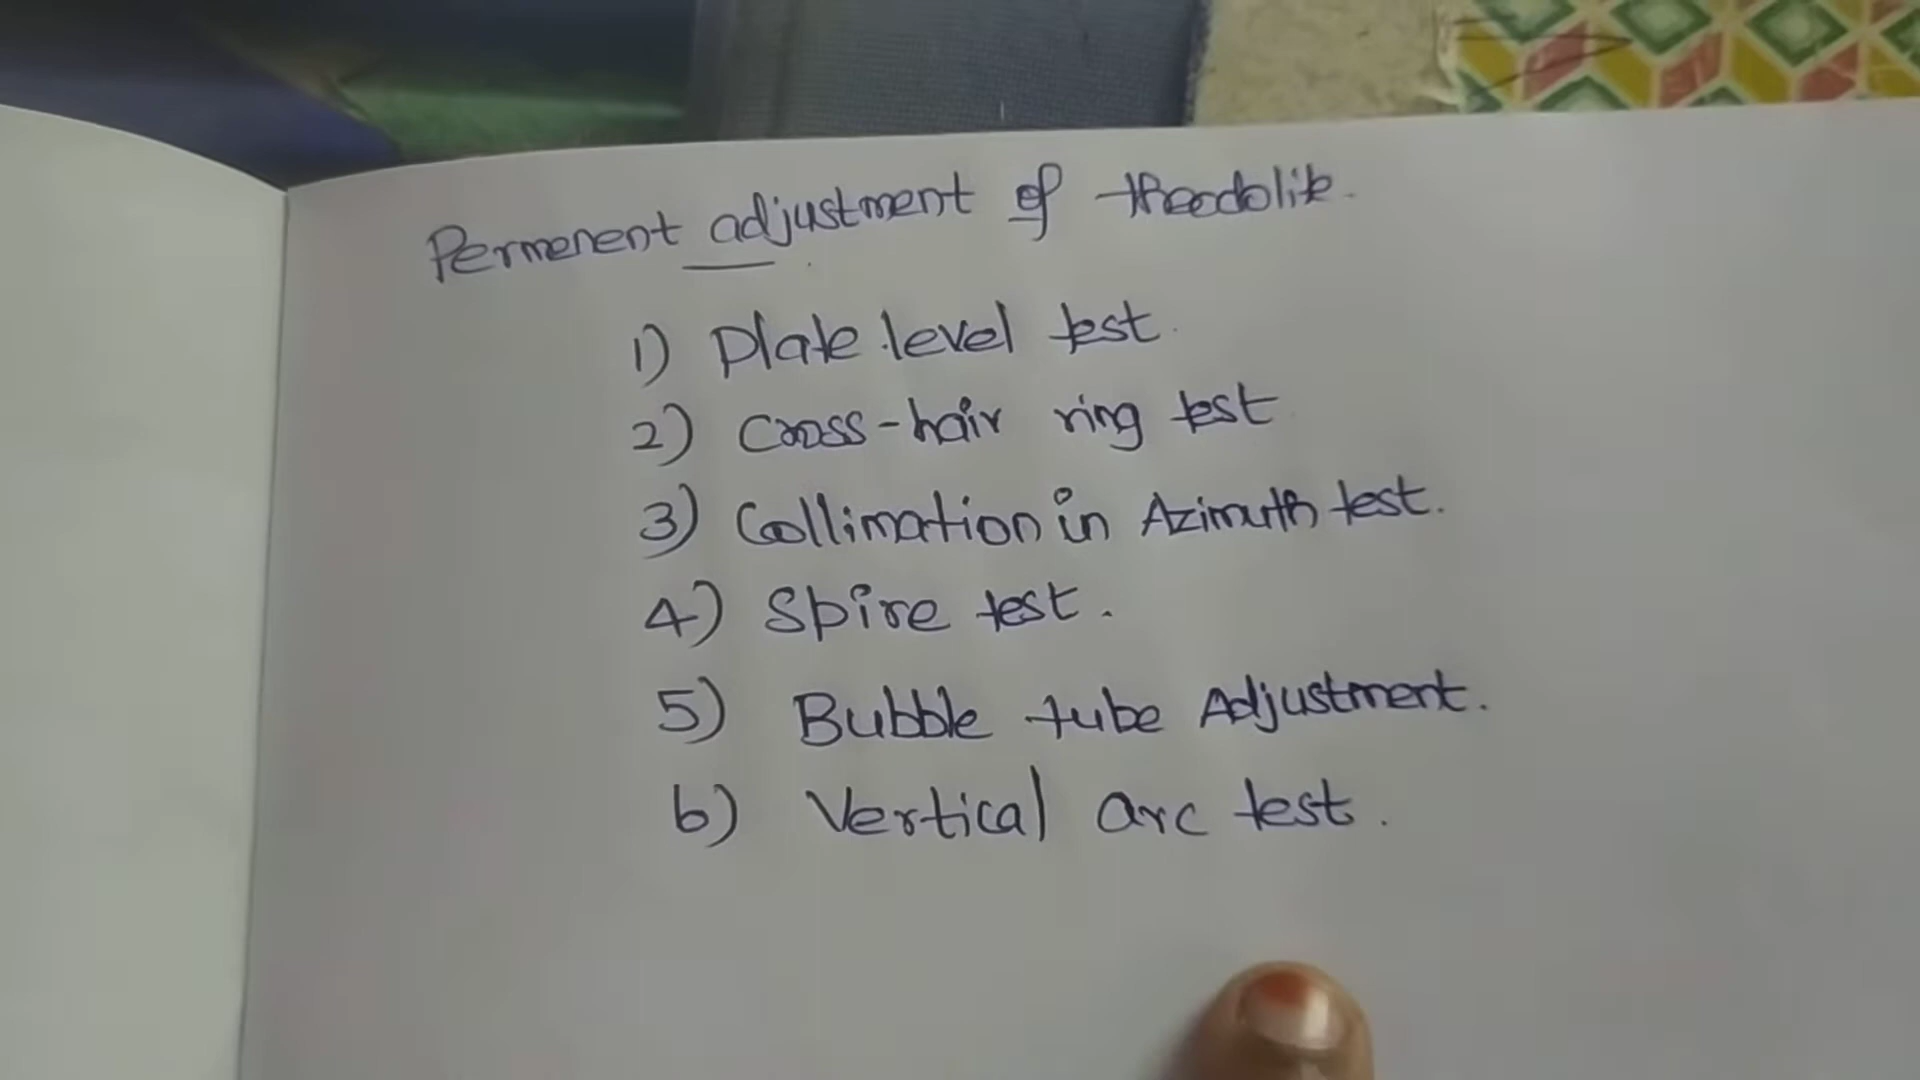 Permenent adjustment of theodolite.
1) Plate level test.
2) Cross-hair ring test
3) Collimation in Azimuth test.
4) Spire test.
5) Bubble tube Adjustment.
6) Vertical arc test.